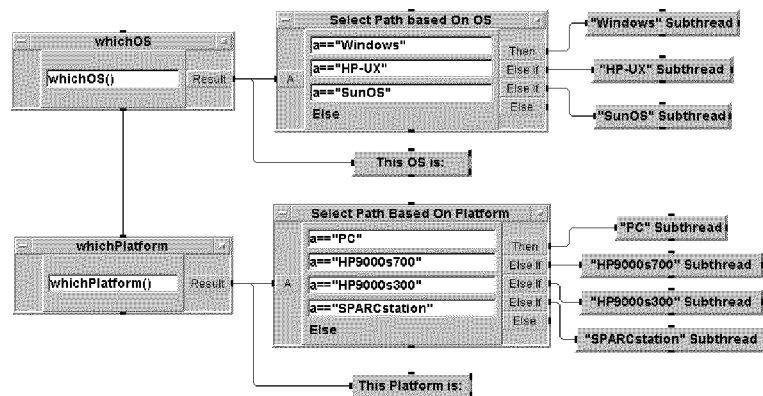 whichOS
whichOS()
Result
Select Path based On OS
A
a=="Windows"
a=="HP-UX"
a=="SunOS"
Else
Then
Else if
Else if
Else
"Windows" Subthread
"HP-UX" Subthread
"SunOS" Subthread
This OS is:
whichPlatform
whichPlatform()
Result
Select Path Based On Platform
A
a=="PC"
a=="HP9000s700"
a=="HP9000s300"
a=="SPARCstation"
Else
Then
Else If
Else If
Else If
Else
"PC" Subthread
"HP9000s700" Subthread
"HP9000s300" Subthread
"SPARCstation" Subthread
This Platform is: